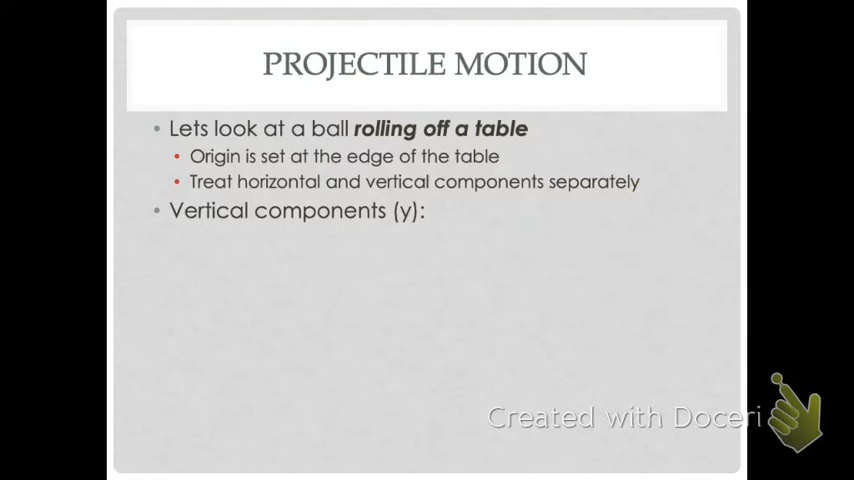 PROJECTILE MOTION
• Lets look at a ball rolling off a table
• Origin is set at the edge of the table
• Treat horizontal and vertical components separately
• Vertical components (y):
Created with Doceri